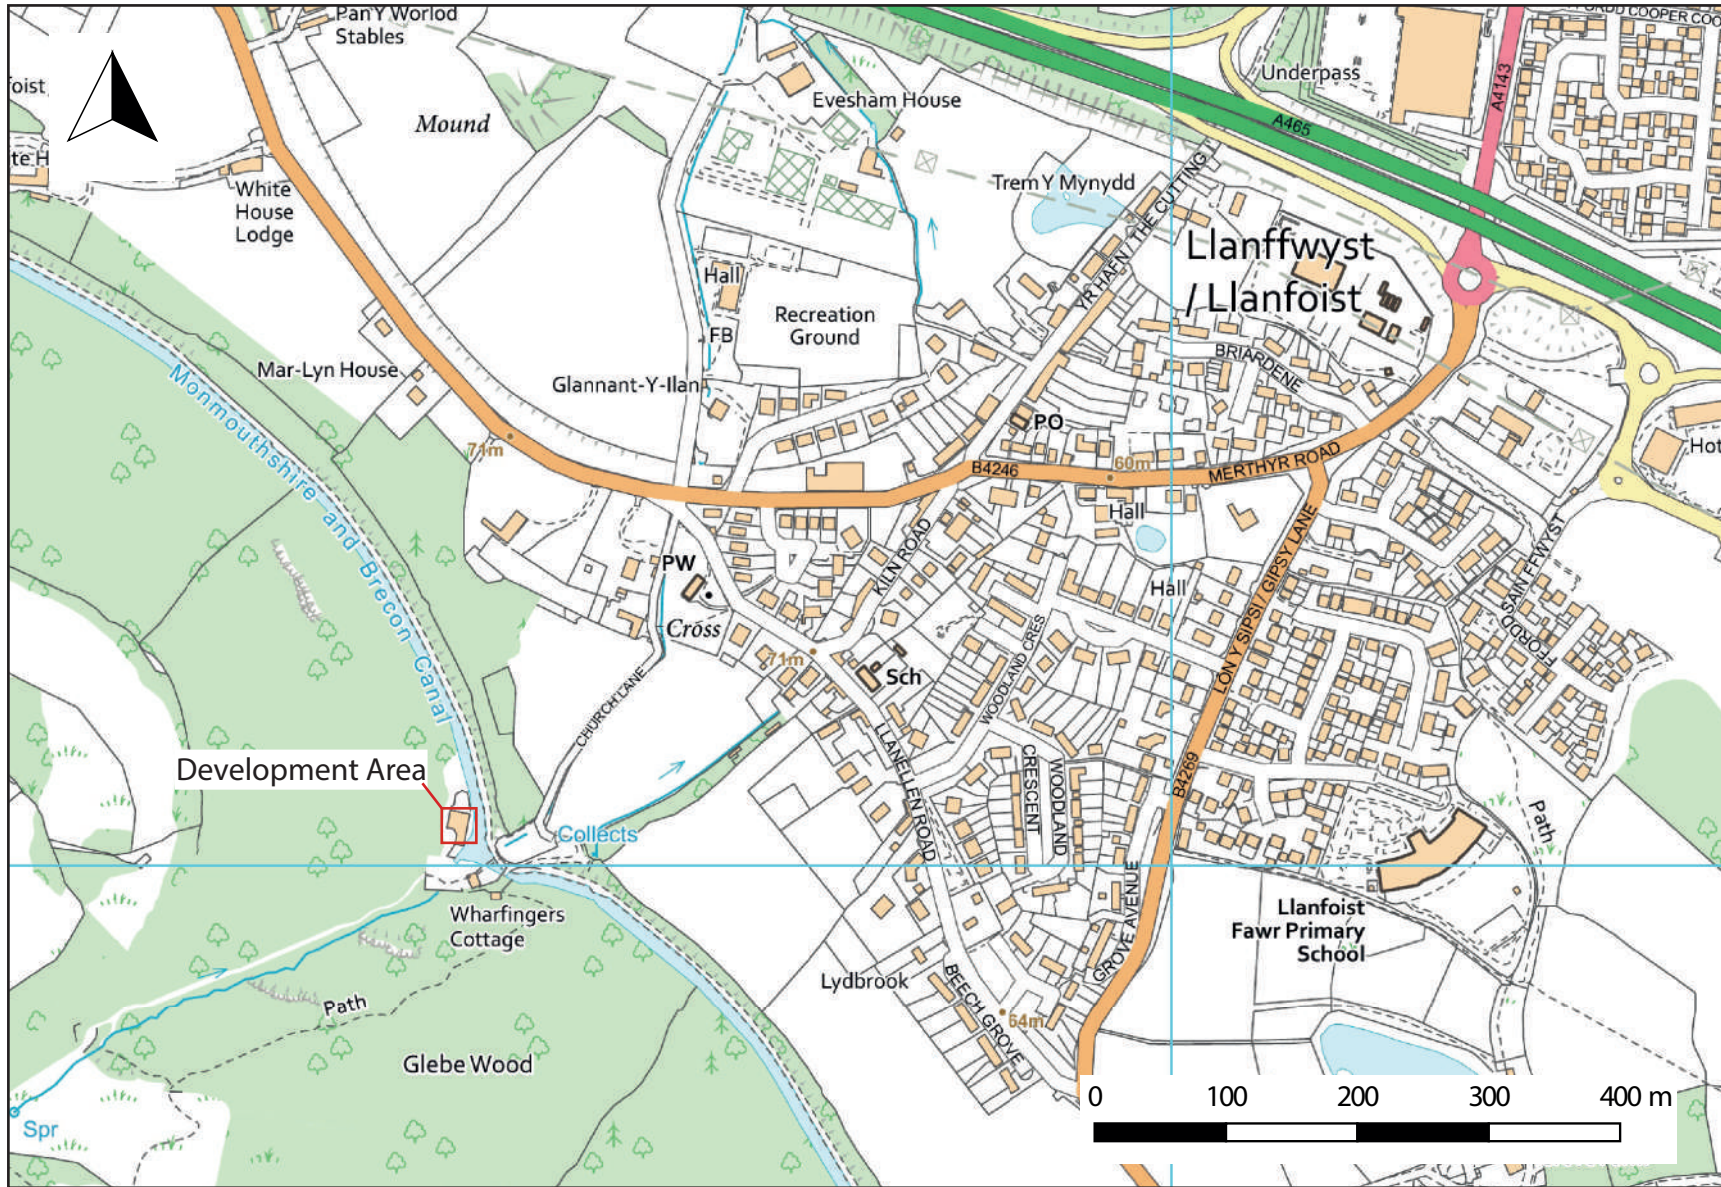 Pan Y Worlod
Stables
FORDD COOPER COO
foist
Mound
Evesham House
Underpass
A4143
A465
te H
White
House
Lodge
Trem Y Mynydd
YR HAFN / THE CUTTING
Llanffwyst
/ Llanfoist
Hall
Recreation
Ground
FB
BRIARDENE
Mar-Lyn House
Glannant-Y-llan
Monmouthshire and Brecon Canal
PO
71m
B4246
60m
MERTHYR ROAD
Hot
Hall
KILN ROAD
LON Y SIPSI / GIPSY LANE
FFORDD SAIN FFWYST
PW
Hall
Cross
71m
Sch
WOODLAND CRES
CHURCH LANE
LLANELLEN ROAD
WOODLAND
CRESCENT
B4269
Development Area
Collects
Path
GROVE AVENUE
Wharfingers
Cottage
Llanfoist
Fawr Primary
School
Lydbrook
BEECH GROVE
64m
Path
Glebe Wood
Spr
0 100 200 300 400 m